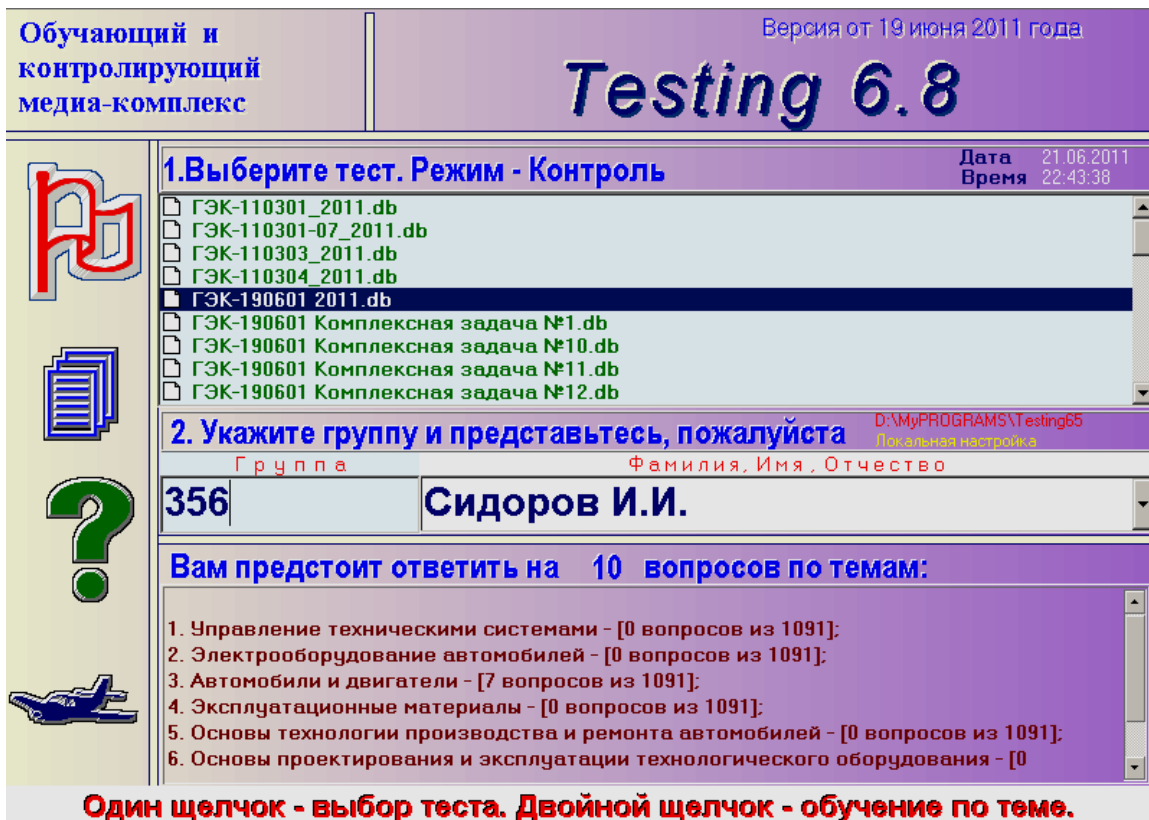 Обучающий и
контролирующий
медиа-комплекс
Версия от 19 июня 2011 года
Testing 6.8
1.Выберите тест. Режим - Контроль
Дата 21.06.2011
Время 22:43:38
ГЭК-110301_2011.db
ГЭК-110301-07_2011.db
ГЭК-110303_2011.db
ГЭК-110304_2011.db
ГЭК-190601 2011.db
ГЭК-190601 Комплексная задача №1.db
ГЭК-190601 Комплексная задача №10.db
ГЭК-190601 Комплексная задача №11.db
ГЭК-190601 Комплексная задача №12.db
2. Укажите группу и представьтесь, пожалуйста
D:\MyPROGRAMS\Testing65
Локальная настройка
Группа
Фамилия, Имя, Отчество
356
Сидоров И.И.
Вам предстоит ответить на 10 вопросов по темам:
1. Управление техническими системами - [0 вопросов из 1091];
2. Электрооборудование автомобилей - [0 вопросов из 1091];
3. Автомобили и двигатели - [7 вопросов из 1091];
4. Эксплуатационные материалы - [0 вопросов из 1091];
5. Основы технологии производства и ремонта автомобилей - [0 вопросов из 1091];
6. Основы проектирования и эксплуатации технологического оборудования - [0
Один щелчок - выбор теста. Двойной щелчок - обучение по теме.